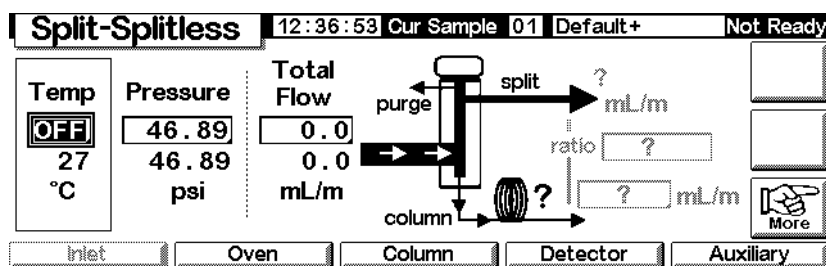 Split-Splitless 12:36:53 Cur Sample 01 Default+ Not Ready
Temp Pressure Total Flow purge split ? mL/m
OFF 46.89 0.0 ratio ?
27 46.89 0.0
°C psi mL/m column ? ? mL/m More
Inlet Oven Column Detector Auxiliary